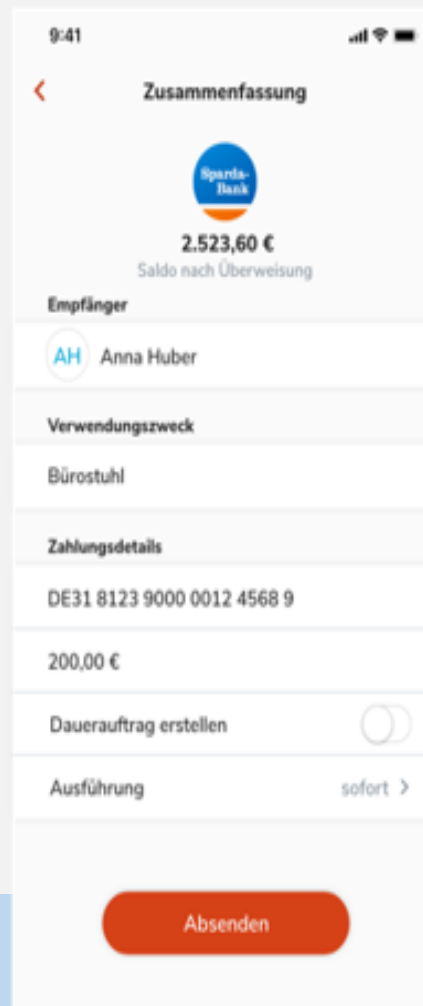 9:41
Zusammenfassung
Sparda-
Bank
2.523,60 €
Saldo nach Überweisung
Empfänger
AH Anna Huber
Verwendungszweck
Bürostuhl
Zahlungsdetails
DE31 8123 9000 0012 4568 9
200,00 €
Dauerauftrag erstellen
Ausführung sofort >
Absenden